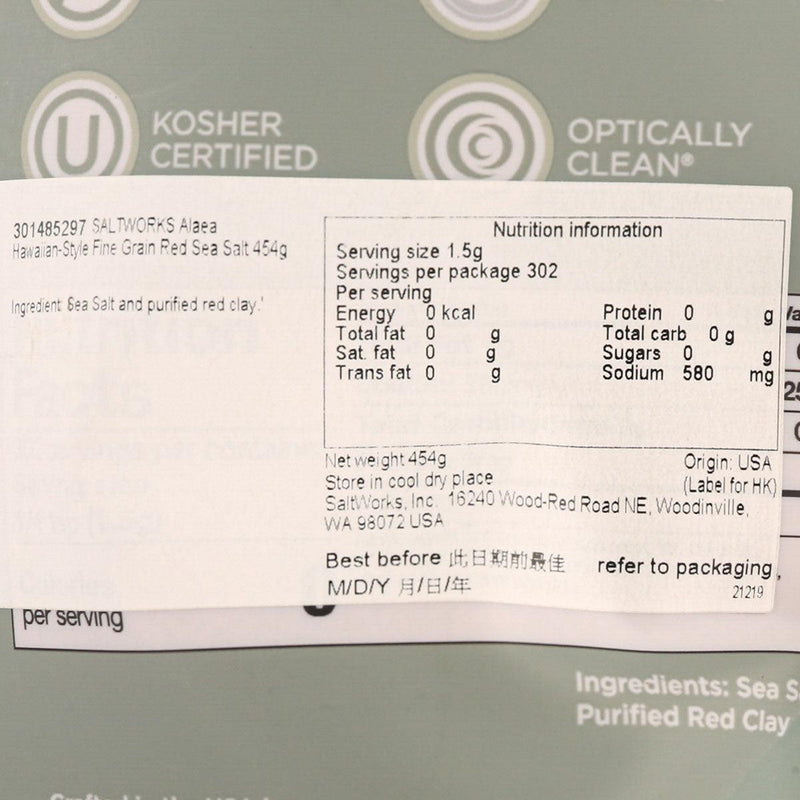 U
KOSHER
CERTIFIED
C
OPTICALLY
CLEAN®
301485297 SALTWORKS Alaea
Hawaiian-Style Fine Grain Red Sea Salt 454g
Ingredient: Sea Salt and purified red clay.
Nutrition information
Serving size 1.5g
Servings per package 302
Per serving
Energy 0 kcal Protein 0 g
Total fat 0 g Total carb 0 g
Sat. fat 0 g Sugars 0 g
Trans fat 0 g Sodium 580 mg
Net weight 454g Origin: USA
Store in cool dry place (Label for HK)
SaltWorks, Inc. 16240 Wood-Red Road NE, Woodinville,
WA 98072 USA
Best before 此日期前最佳 refer to packaging,
M/D/Y 月/日/年 21219
Calories
per serving
Ingredients: Sea S
Purified Red Clay